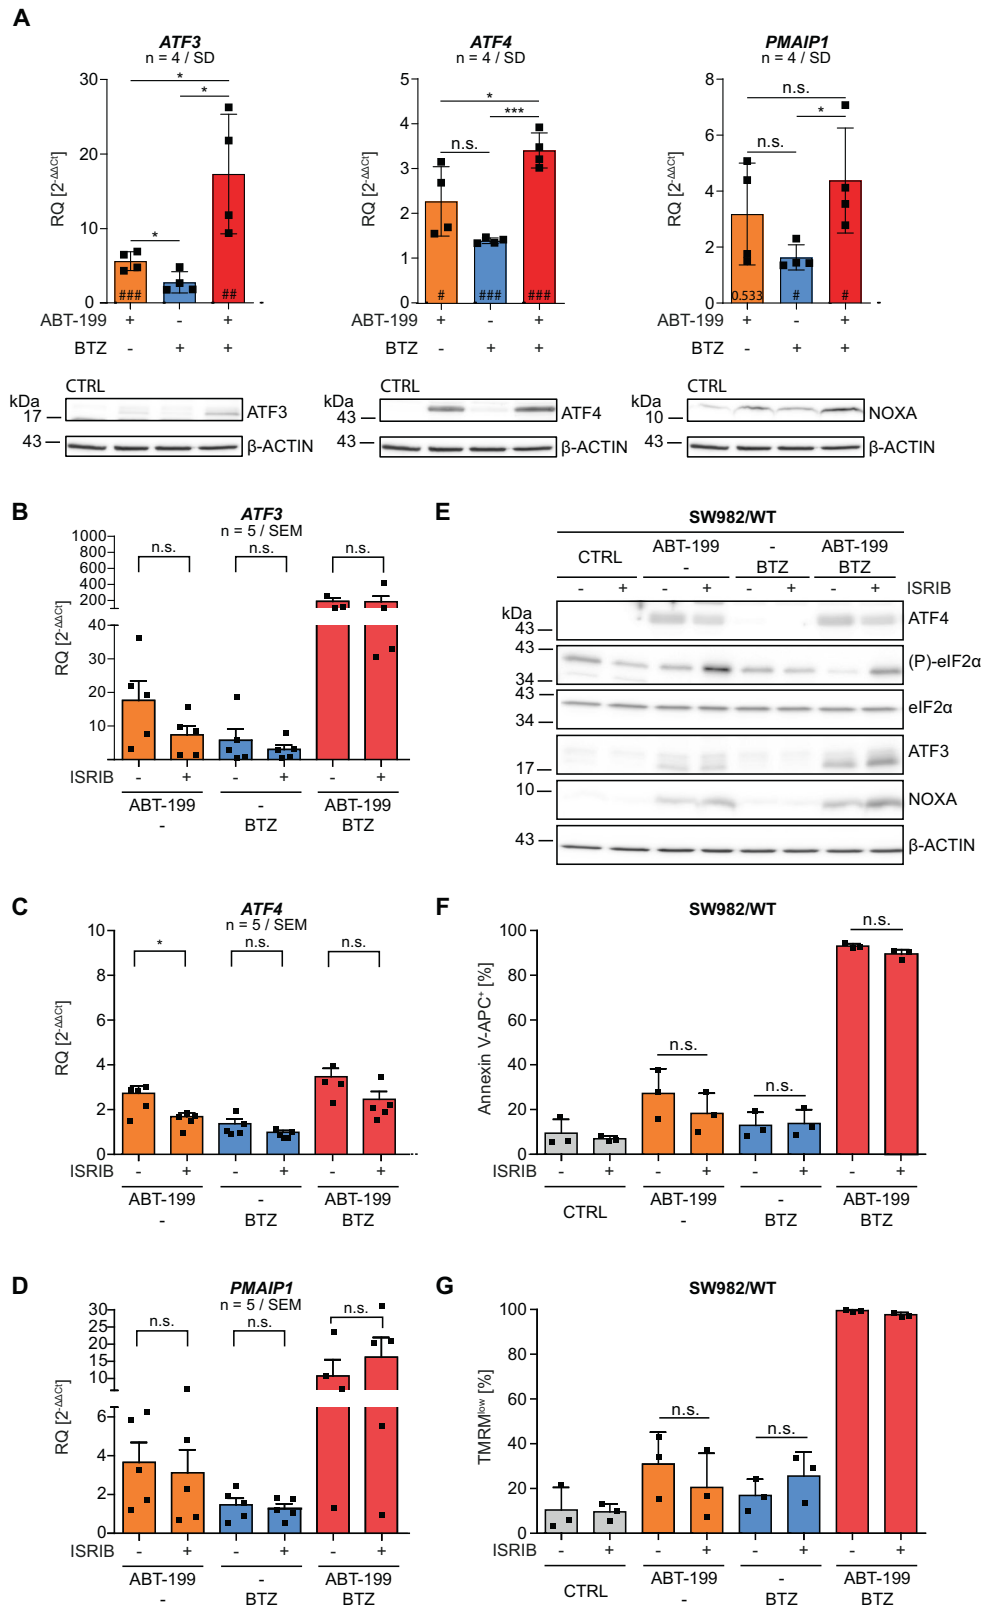 A
ATF3
n = 4 / SD
RQ [2-ΔΔCt]
30
20
10
0
*
*
*
###
##
ABT-199 + - +
BTZ - + +
ATF4
n = 4 / SD
RQ [2-ΔΔCt]
5
4
3
2
1
0
*
***
n.s.
#
###
###
ABT-199 + - +
BTZ - + +
PMAIP1
n = 4 / SD
RQ [2-ΔΔCt]
8
6
4
2
0
n.s.
*
n.s.
0.533
#
#
ABT-199 + - +
BTZ - + +
CTRL
kDa
17
ATF3
43
β-ACTIN
CTRL
kDa
43
ATF4
43
β-ACTIN
CTRL
kDa
10
NOXA
43
β-ACTIN
B
ATF3
n = 5 / SEM
RQ [2-ΔΔCt]
1000
800
600
400
200
40
30
20
10
n.s.
n.s.
n.s.
ISRIB - + - + - +
ABT-199 - ABT-199
- BTZ BTZ
C
ATF4
n = 5 / SEM
RQ [2-ΔΔCt]
10
8
6
4
2
0
*
n.s.
n.s.
ISRIB - + - + - +
ABT-199 - ABT-199
- BTZ BTZ
D
PMAIP1
n = 5 / SEM
RQ [2-ΔΔCt]
30
25
20
15
10
6
4
2
0
n.s.
n.s.
n.s.
ISRIB - + - + - +
ABT-199 - ABT-199
- BTZ BTZ
E
SW982/WT
CTRL ABT-199 - ABT-199
- BTZ BTZ
- + - + - + - + ISRIB
kDa
43
ATF4
43
34
(P)-eIF2α
43
34
eIF2α
17
ATF3
10
NOXA
43
β-ACTIN
F
SW982/WT
Annexin V-APC+ [%]
100
80
60
40
20
0
n.s.
n.s.
n.s.
ISRIB - + - + - + - +
CTRL ABT-199 - ABT-199
- BTZ BTZ
G
SW982/WT
TMRMlow [%]
100
80
60
40
20
0
n.s.
n.s.
ISRIB - + - + - + - +
CTRL ABT-199 - ABT-199
- BTZ BTZ